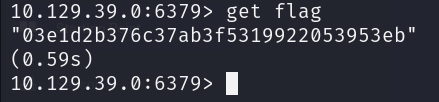 10.129.39.0:6379> get flag
"03e1d2b376c37ab3f5319922053953eb"
(0.59s)
10.129.39.0:6379>